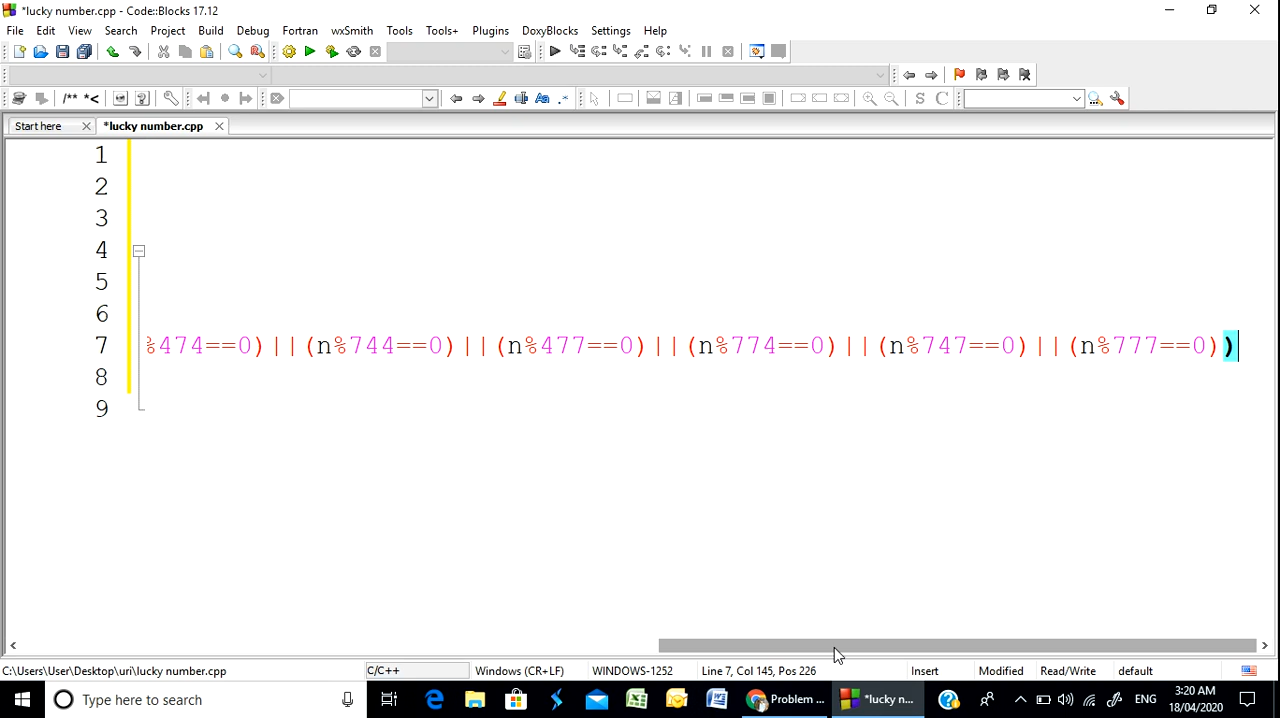 *lucky number.cpp - Code::Blocks 17.12
File Edit View Search Project Build Debug Fortran wxSmith Tools Tools+ Plugins DoxyBlocks Settings Help
/** *<
Start here *lucky number.cpp
1
2
3
4
5
6
7 %474==0)||(n%744==0)||(n%477==0)||(n%774==0)||(n%747==0)||(n%777==0))
8
9
C:\Users\User\Desktop\uri\lucky number.cpp C/C++ Windows (CR+LF) WINDOWS-1252 Line 7, Col 145, Pos 226 Insert Modified Read/Write default
Type here to search Problem ... *lucky n... ENG 3:20 AM
18/04/2020